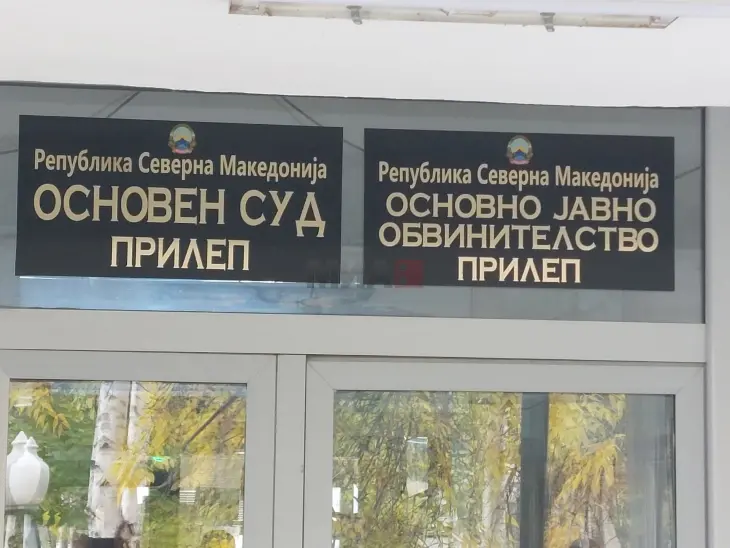 Република Северна Македонија
ОСНОВЕН СУД
ПРИЛЕП
Република Северна Македонија
ОСНОВНО ЈАВНО
ОБВИНИТЕЛСТВО
ПРИЛЕП